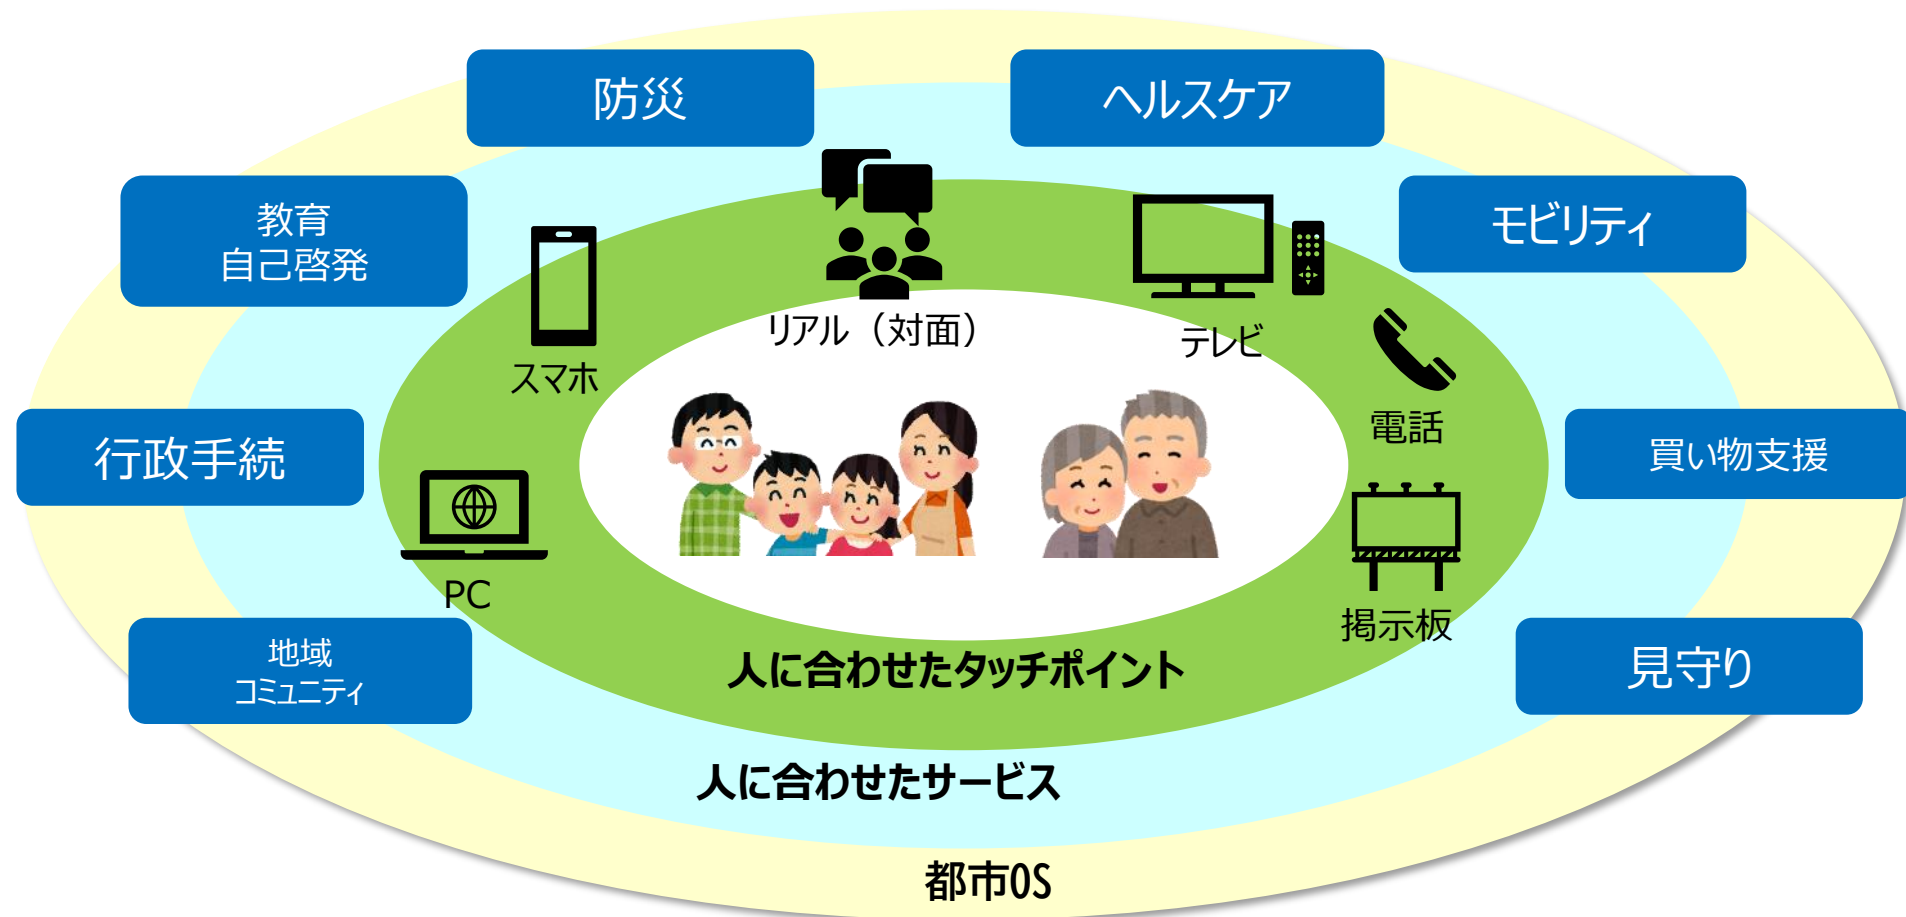 防災
ヘルスケア
教育
自己啓発
モビリティ
リアル（対面）
テレビ
スマホ
電話
行政手続
買い物支援
PC
掲示板
地域
コミュニティ
見守り
人に合わせたタッチポイント
人に合わせたサービス
都市OS